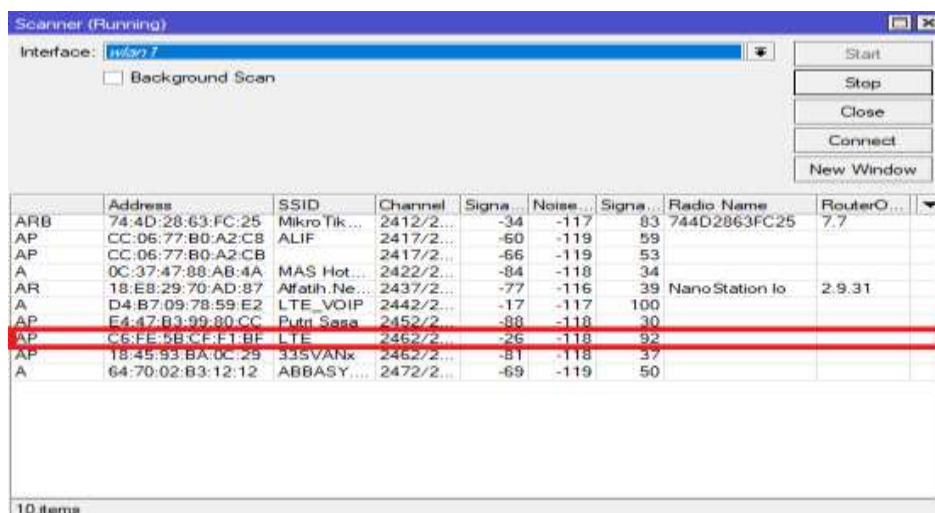 Scanner (Running)
Interface: wlan1
Start
Background Scan
Stop
Close
Connect
New Window
Address SSID Channel Signa... Noise... Signa... Radio Name RouterO...
ARB 74:4D:28:63:FC:25 MikroTik... 2412/2... -34 -117 83 744D2863FC25 7.7
AP CC:06:77:B0:A2:C8 ALIF 2417/2... -60 -119 59
AP CC:06:77:B0:A2:CB 2417/2... -66 -119 53
A 0C:37:47:88:AB:4A MAS Hot... 2422/2... -84 -118 34
AR 18:E8:29:70:AD:87 Alfatih.Ne... 2437/2... -77 -116 39 NanoStation lo 2.9.31
A D4:B7:09:78:59:E2 LTE_VOIP 2442/2... -17 -117 100
AP E4:47:B3:99:80:CC Putri Sasa 2452/2... -88 -118 30
AP C6:FE:5B:CF:F1:BF LTE 2462/2... -26 -118 92
AP 18:45:93:BA:0C:29 33SVANx 2462/2... -81 -118 37
A 64:70:02:B3:12:12 ABBASY.... 2472/2... -69 -119 50
10 items